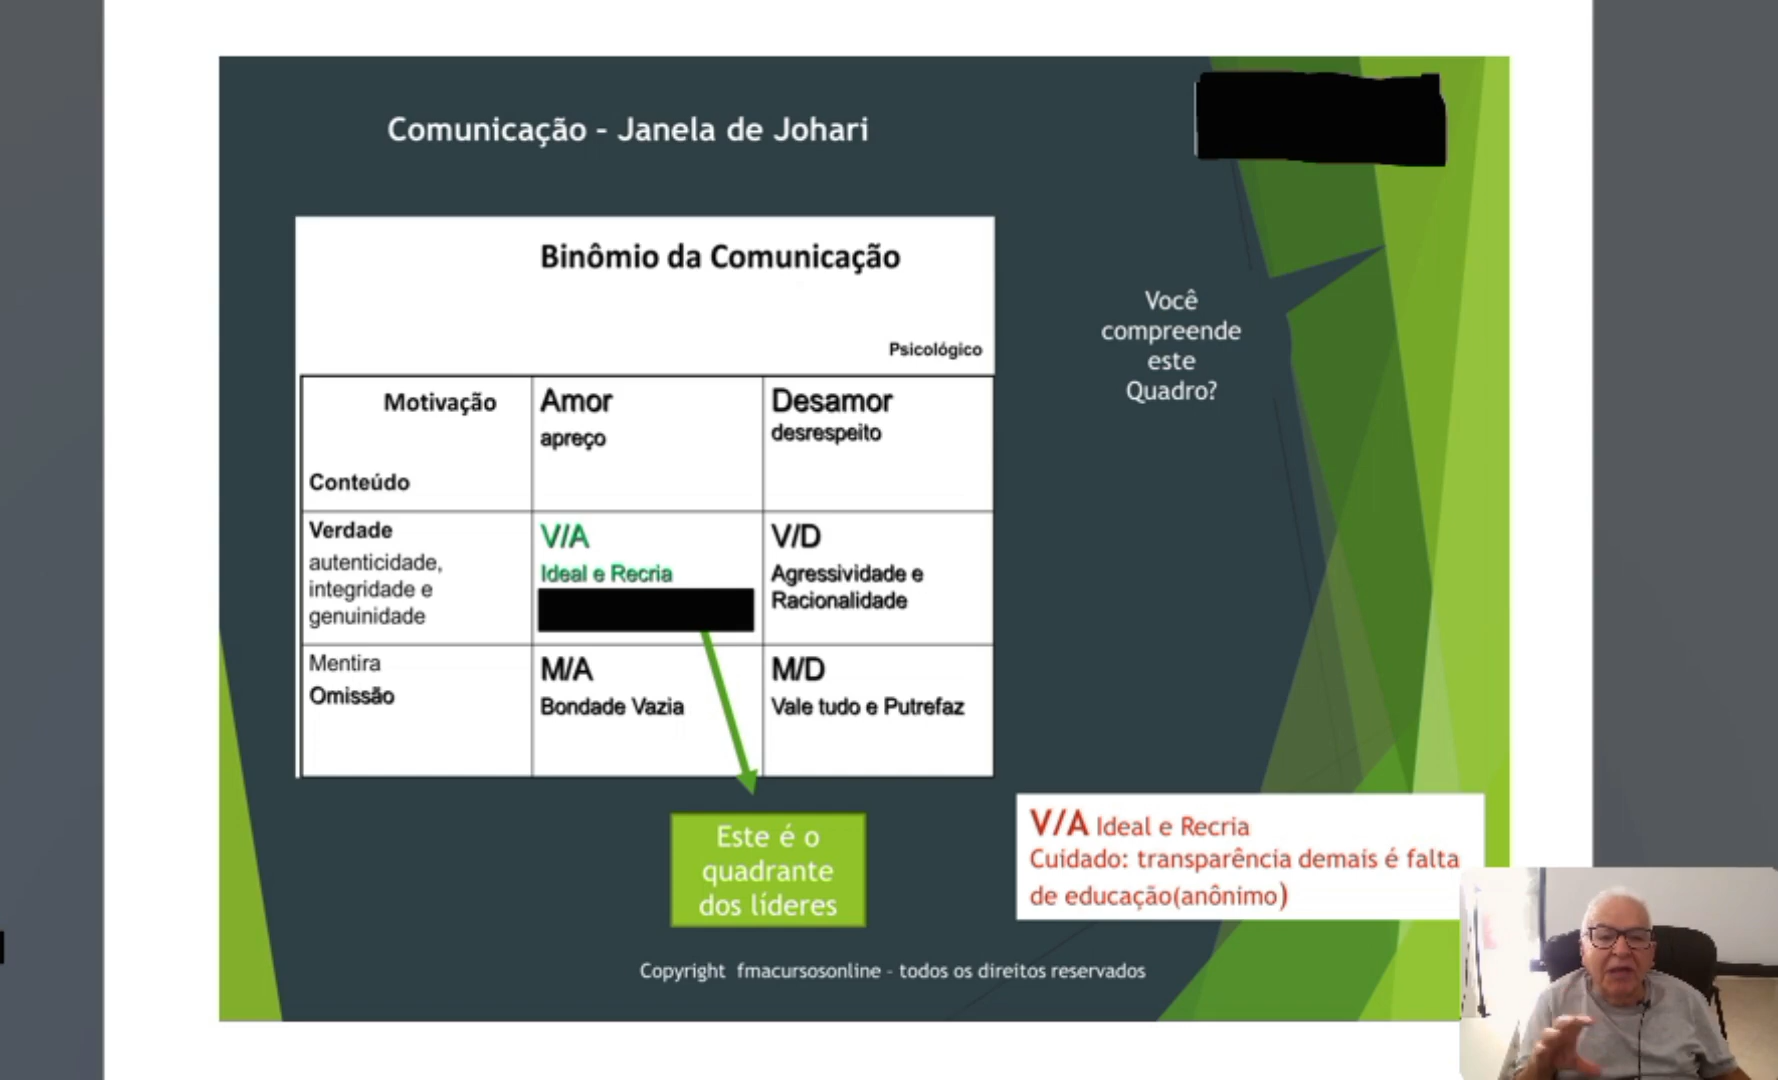 Comunicação - Janela de Johari
Binômio da Comunicação
Psicológico
Motivação
Conteúdo
Amor
apreço
Desamor
desrespeito
Verdade
autenticidade,
integridade e
genuinidade
V/A
Ideal e Recria
V/D
Agressividade e
Racionalidade
Mentira
Omissão
M/A
Bondade Vazia
M/D
Vale tudo e Putrefaz
Você
compreende
este
Quadro?
Este é o
quadrante
dos líderes
V/A Ideal e Recria
Cuidado: transparência demais é falta
de educação(anônimo)
Copyright fmacursosonline - todos os direitos reservados